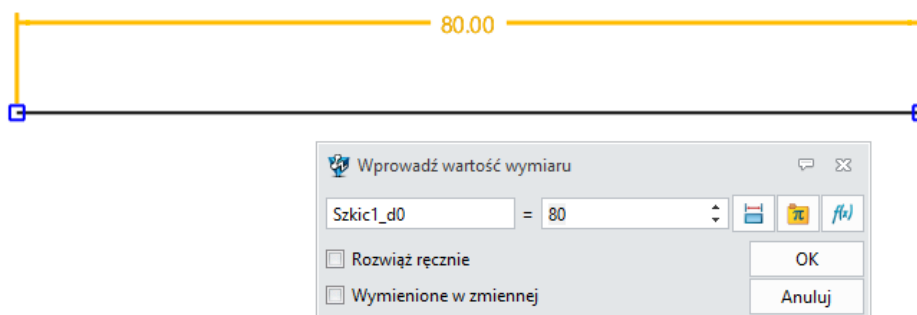 80.00
Wprowadź wartość wymiaru
Szkic1_d0 = 80 π f(x)
Rozwiąż ręcznie OK
Wymienione w zmiennej Anuluj